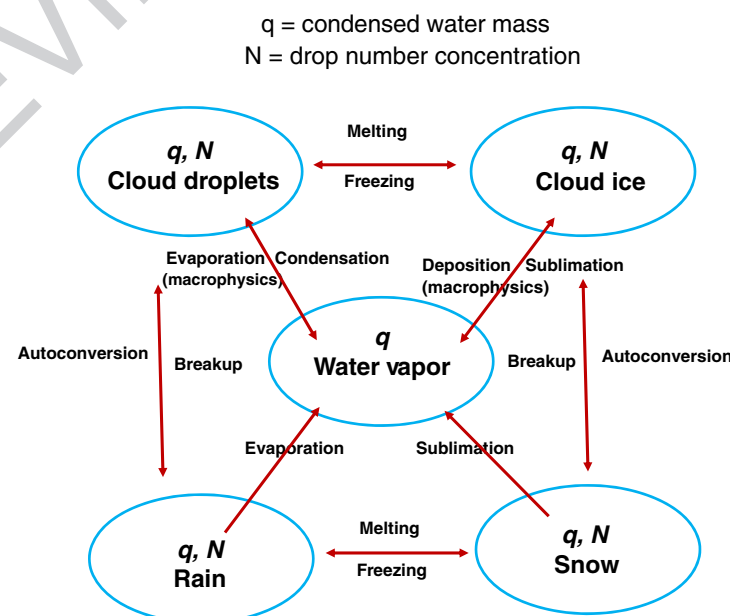 q = condensed water mass
N = drop number concentration
q, N
Cloud droplets
Melting
Freezing
q, N
Cloud ice
Evaporation
(macrophysics)
Condensation
Deposition
(macrophysics)
Sublimation
Autoconversion
Breakup
q
Water vapor
Breakup
Autoconversion
Evaporation
Sublimation
q, N
Rain
Melting
Freezing
q, N
Snow